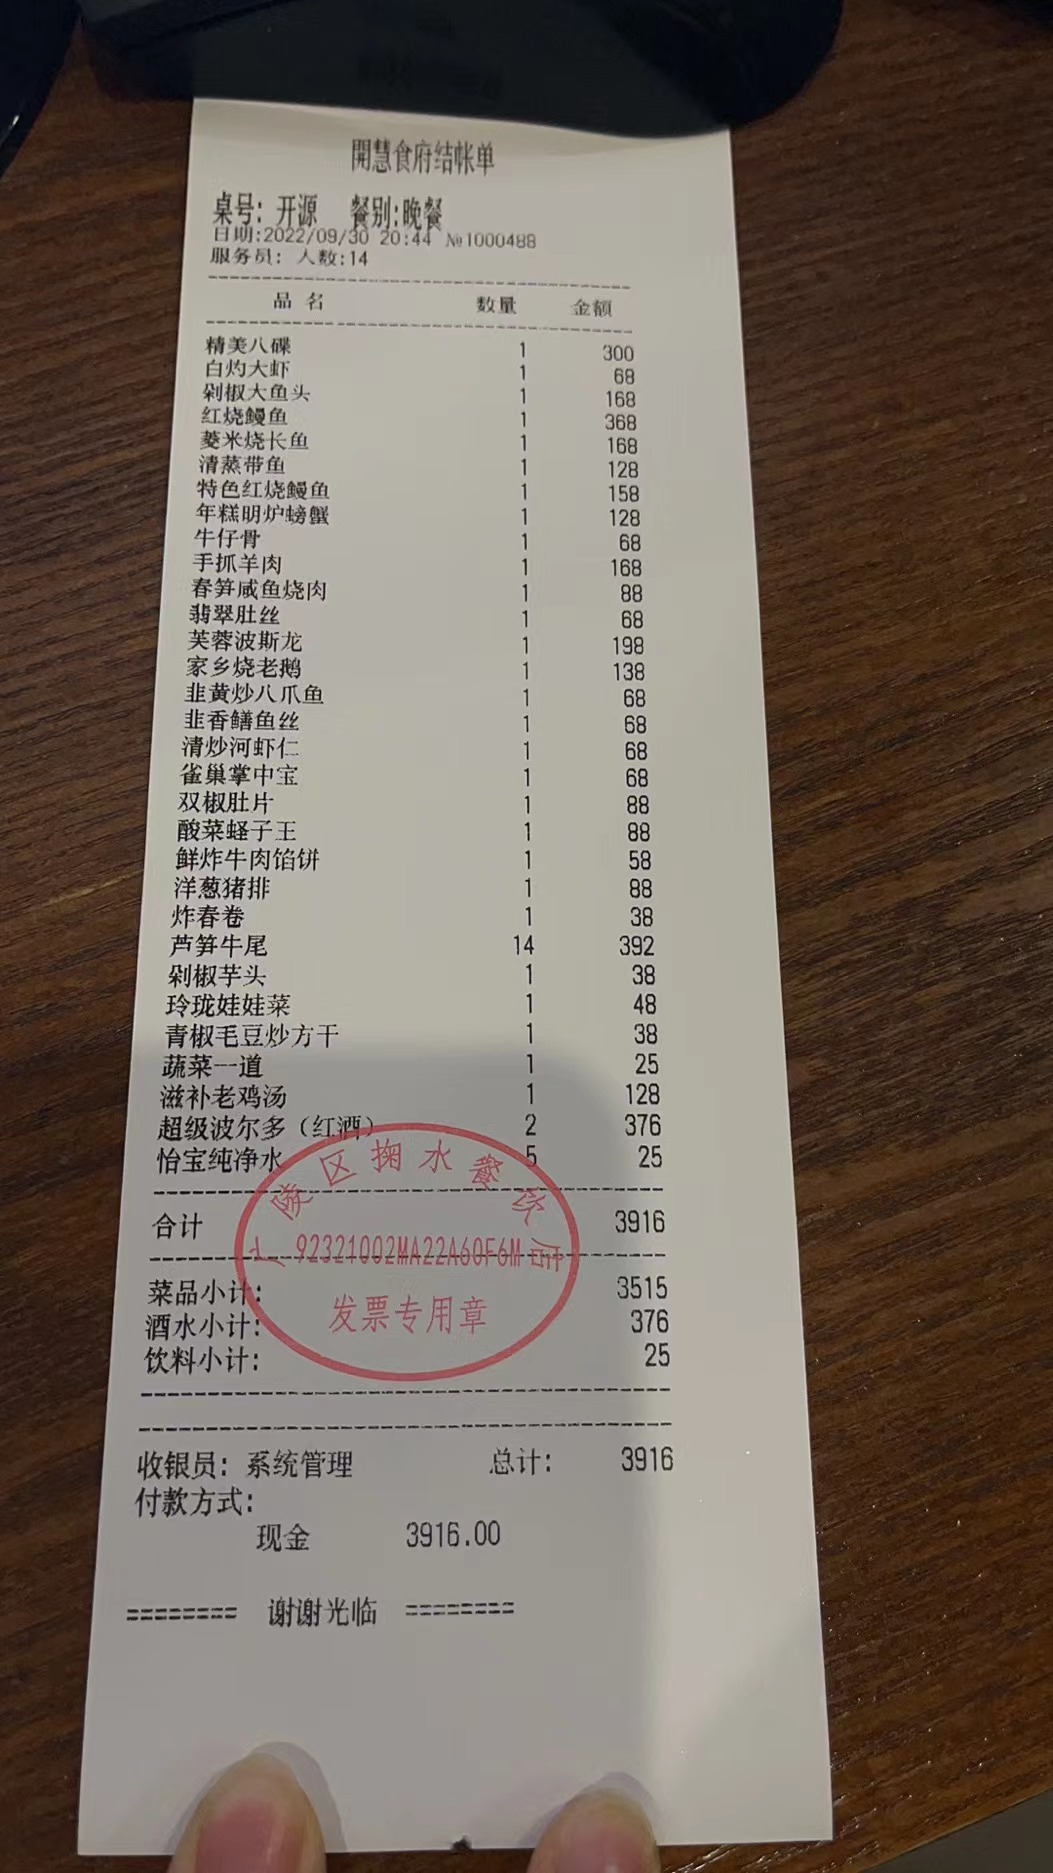 開慧食府结帐单
桌号: 开源 餐别:晚餐
日期:2022/09/30 20:44 №1000488
服务员: 人数:14
品 名 数量 金额
精美八碟 1 300
白灼大虾 1 68
剁椒大鱼头 1 168
红烧鳗鱼 1 368
菱米烧长鱼 1 168
清蒸带鱼 1 128
特色红烧鳗鱼 1 158
年糕明炉螃蟹 1 128
牛仔骨 1 68
手抓羊肉 1 168
春笋咸鱼烧肉 1 88
翡翠肚丝 1 68
芙蓉波斯龙 1 198
家乡烧老鹅 1 138
韭黄炒八爪鱼 1 68
韭香鳝鱼丝 1 68
清炒河虾仁 1 68
雀巢掌中宝 1 68
双椒肚片 1 88
酸菜蛏子王 1 88
鲜炸牛肉馅饼 1 58
洋葱猪排 1 88
炸春卷 1 38
芦笋牛尾 14 392
剁椒芋头 1 38
玲珑娃娃菜 1 48
青椒毛豆炒方干 1 38
蔬菜一道 1 25
滋补老鸡汤 1 128
超级波尔多（红酒） 2 376
怡宝纯净水 5 25
广陵区掬水餐饮店
合计 3916
92321002MA22A60F6M
菜品小计: 3515
发票专用章
酒水小计: 376
饮料小计: 25
收银员: 系统管理 总计: 3916
付款方式:
现金 3916.00
======== 谢谢光临 ========